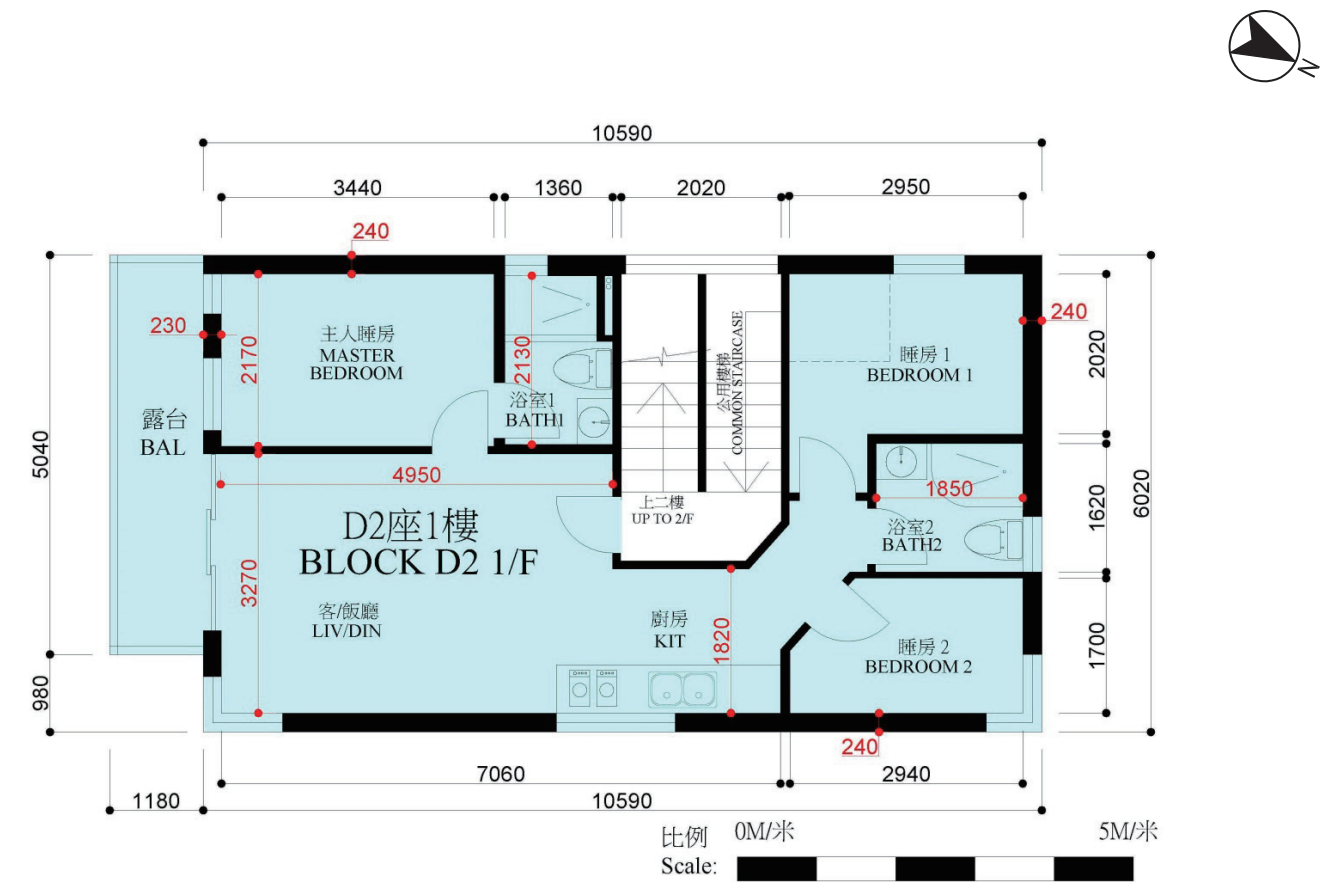 N
10590
3440
1360
2020
2950
240
230
2170
2130
240
2020
5040
6020
主人睡房
MASTER
BEDROOM
浴室1
BATH1
公用樓梯
COMMON STAIRCASE
睡房 1
BEDROOM 1
露台
BAL
4950
上二樓
UP TO 2/F
1850
1620
浴室2
BATH2
D2座1樓
BLOCK D2 1/F
3270
客/飯廳
LIV/DIN
廚房
KIT
1820
睡房 2
BEDROOM 2
1700
980
240
7060
2940
1180
10590
比例
Scale:
0M/米
5M/米